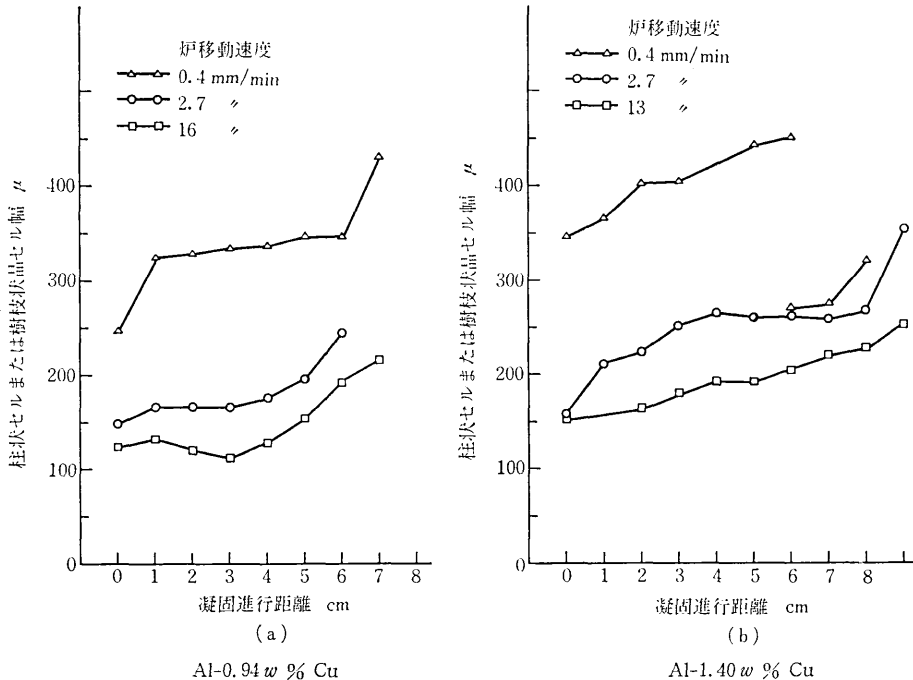 炉移動速度
0.4 mm/min
2.7 〃
16 〃
柱状セルまたは樹枝状晶セル幅 μ
400
300
200
100
0
0 1 2 3 4 5 6 7 8
凝固進行距離 cm
(a)
Al-0.94 w % Cu
炉移動速度
0.4 mm/min
2.7 〃
13 〃
柱状セルまたは樹枝状晶セル幅 μ
400
300
200
100
0
0 1 2 3 4 5 6 7 8
凝固進行距離 cm
(b)
Al-1.40 w % Cu